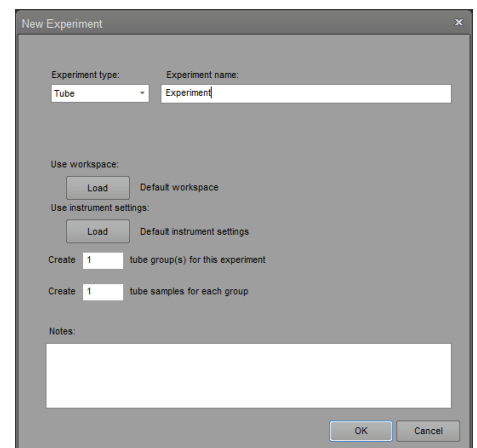 New Experiment
Experiment type: Experiment name:
Tube Experiment
Use workspace:
Load Default workspace
Use instrument settings:
Load Default instrument settings
Create 1 tube group(s) for this experiment
Create 1 tube samples for each group
Notes:
OK Cancel